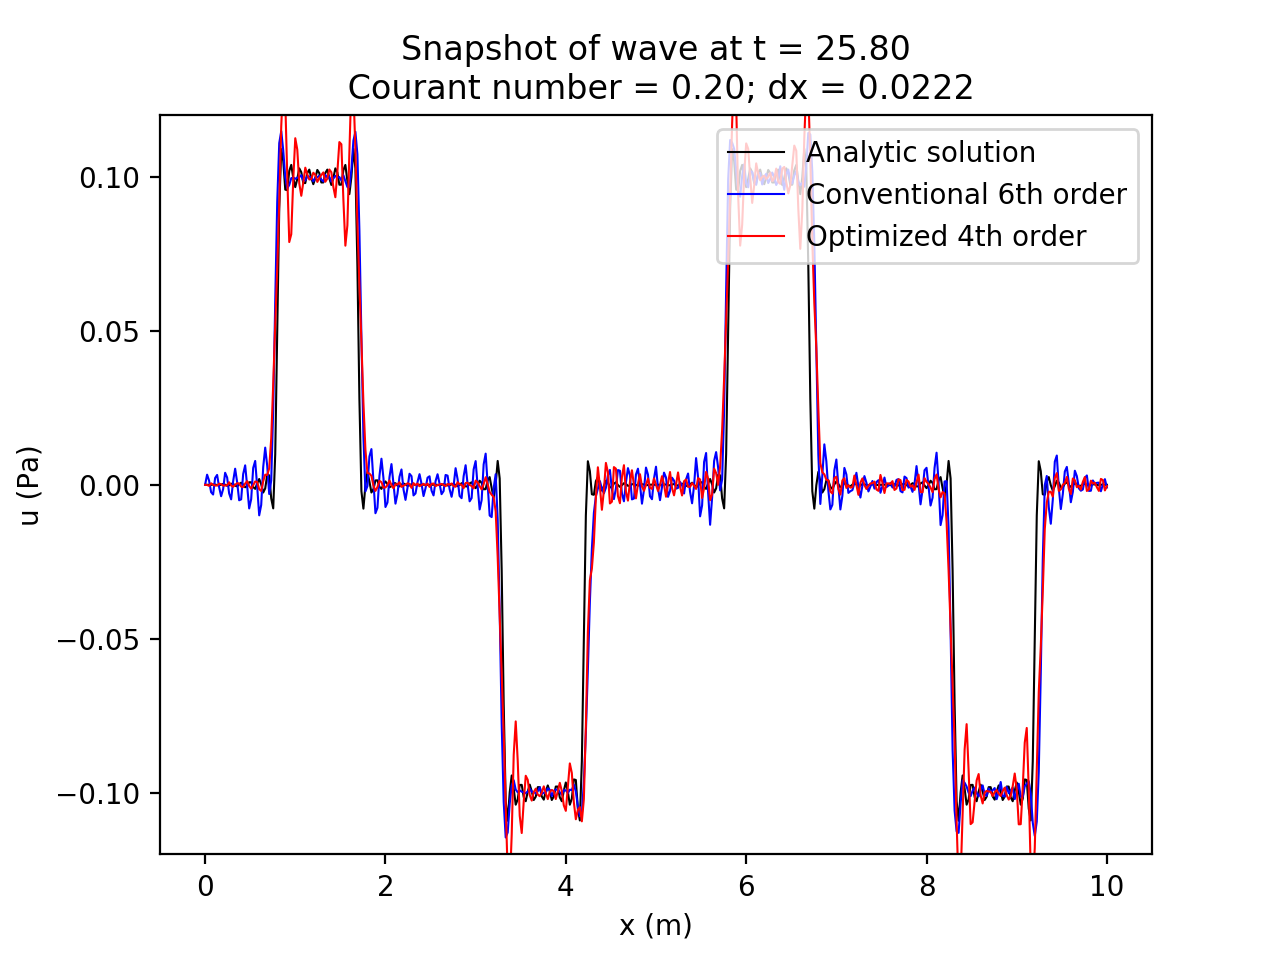 Snapshot of wave at t = 25.80
Courant number = 0.20; dx = 0.0222
Analytic solution
Conventional 6th order
Optimized 4th order
0.10
0.05
0.00
−0.05
−0.10
u (Pa)
0 2 4 6 8 10
x (m)